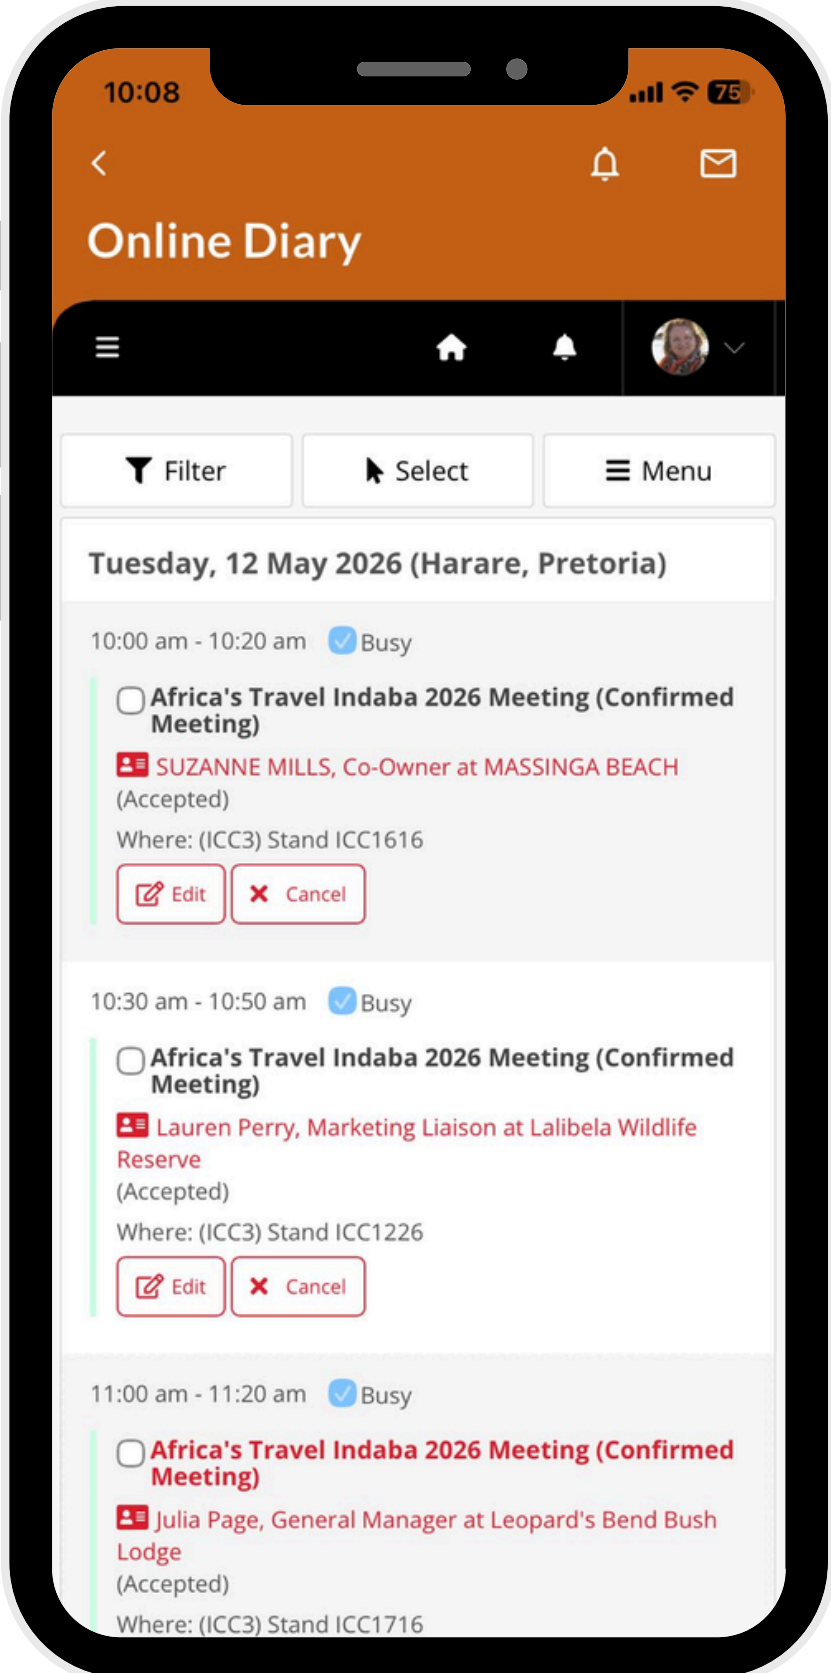 10:08
75
Online Diary
Filter
Select
Menu
Tuesday, 12 May 2026 (Harare, Pretoria)
10:00 am - 10:20 am Busy
Africa's Travel Indaba 2026 Meeting (Confirmed
Meeting)
SUZANNE MILLS, Co-Owner at MASSINGA BEACH
(Accepted)
Where: (ICC3) Stand ICC1616
Edit
Cancel
10:30 am - 10:50 am Busy
Africa's Travel Indaba 2026 Meeting (Confirmed
Meeting)
Lauren Perry, Marketing Liaison at Lalibela Wildlife
Reserve
(Accepted)
Where: (ICC3) Stand ICC1226
Edit
Cancel
11:00 am - 11:20 am Busy
Africa's Travel Indaba 2026 Meeting (Confirmed
Meeting)
Julia Page, General Manager at Leopard's Bend Bush
Lodge
(Accepted)
Where: (ICC3) Stand ICC1716